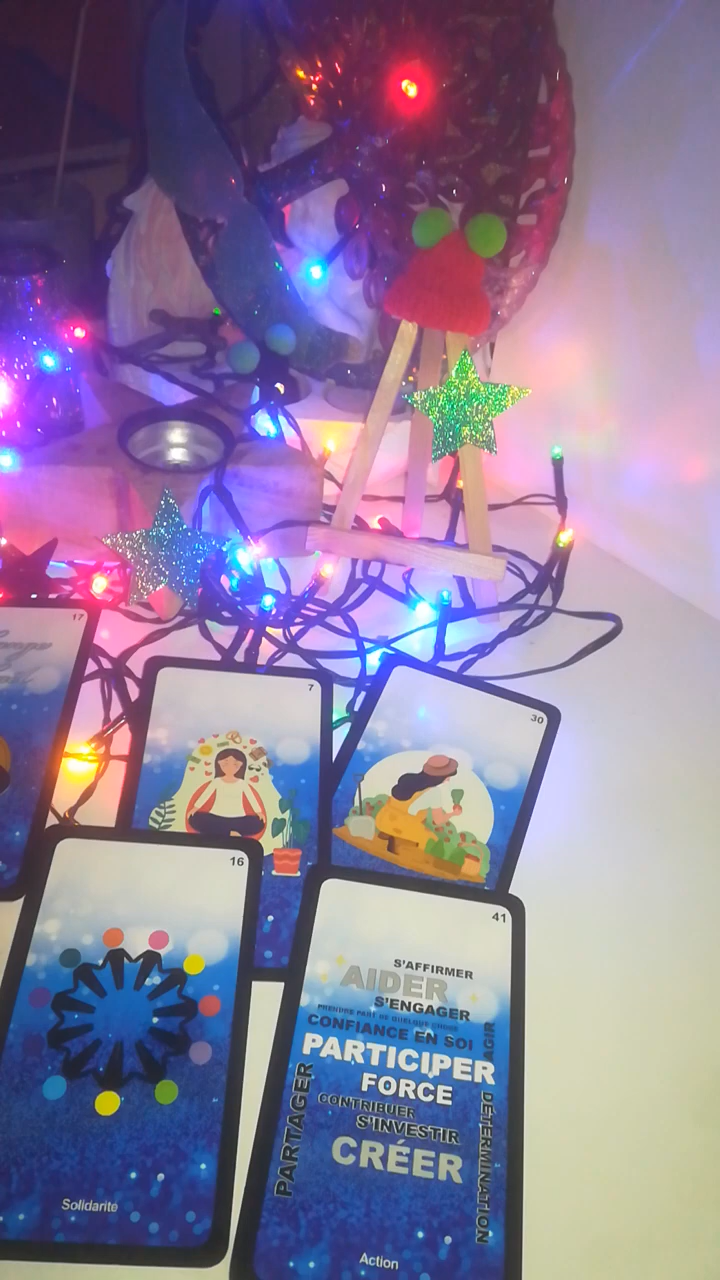 17
7
30
16
Solidarite
41
S'AFFIRMER
AIDER
S'ENGAGER
PRENDRE PART DE QUELQUE CHOSE
CONFIANCE EN SOI
AGIR
PARTICIPER
FORCE
PARTAGER
CONTRIBUER
S'INVESTIR
DÉTERMINATION
CRÉER
Action